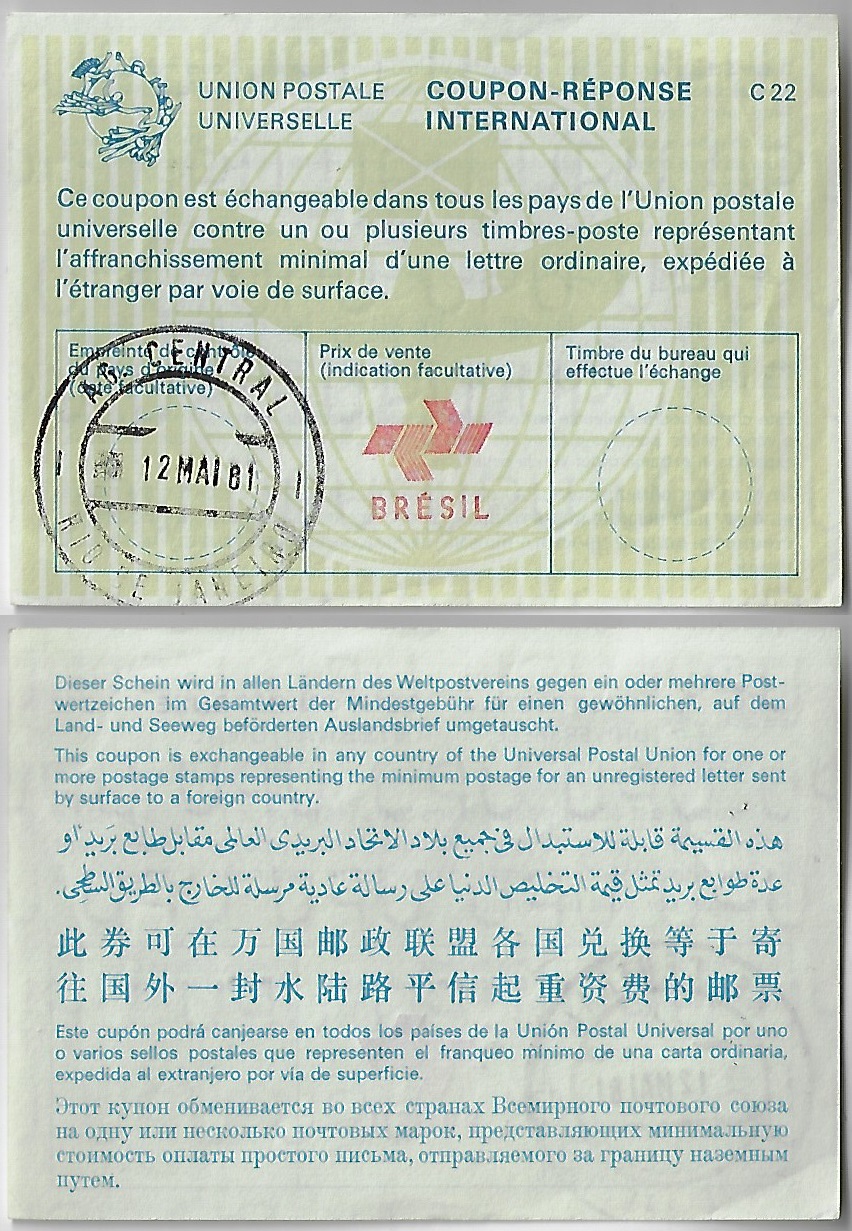 UNION POSTALE
UNIVERSELLE
COUPON-RÉPONSE
INTERNATIONAL
C 22
Ce coupon est échangeable dans tous les pays de l'Union postale
universelle contre un ou plusieurs timbres-poste représentant
l'affranchissement minimal d'une lettre ordinaire, expédiée à
l'étranger par voie de surface.
Empreinte de contrôle
du pays d'origine
(date facultative)
CENTRAL
12 MAI 81
RIO DE JANEIRO
Prix de vente
(indication facultative)
BRÉSIL
Timbre du bureau qui
effectue l'échange
Dieser Schein wird in allen Ländern des Weltpostvereins gegen ein oder mehrere Post-
wertzeichen im Gesamtwert der Mindestgebühr für einen gewöhnlichen, auf dem
Land- und Seeweg beförderten Auslandsbrief umgetauscht.
This coupon is exchangeable in any country of the Universal Postal Union for one or
more postage stamps representing the minimum postage for an unregistered letter sent
by surface to a foreign country.
هذه القسيمة قابلة للاستبدال في جميع بلاد الاتحاد البريدى العالمى مقابل طابع بريد او
عدة طوابع بريد تمثل قيمة التخليص الدنيا على رسالة عادية مرسلة للخارج بالطريق السطحى.
此券可在万国邮政联盟各国兑换等于寄
往国外一封水陆路平信起重资费的邮票
Este cupón podrá canjearse en todos los países de la Unión Postal Universal por uno
o varios sellos postales que representen el franqueo mínimo de una carta ordinaria,
expedida al extranjero por vía de superficie.
Этот купон обменивается во всех странах Всемирного почтового союза
на одну или несколько почтовых марок, представляющих минимальную
стоимость оплаты простого письма, отправляемого за границу наземным
путем.